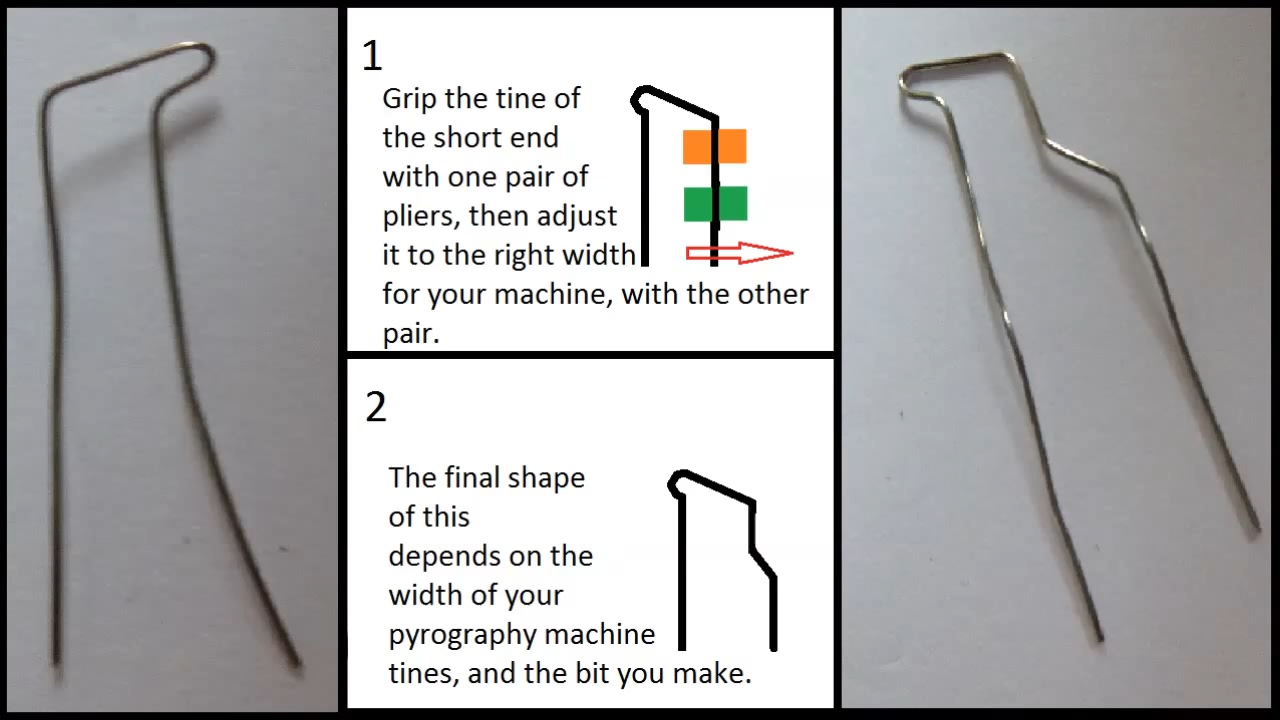 1
Grip the tine of
the short end
with one pair of
pliers, then adjust
it to the right width
for your machine, with the other
pair.
2
The final shape
of this
depends on the
width of your
pyrography machine
tines, and the bit you make.